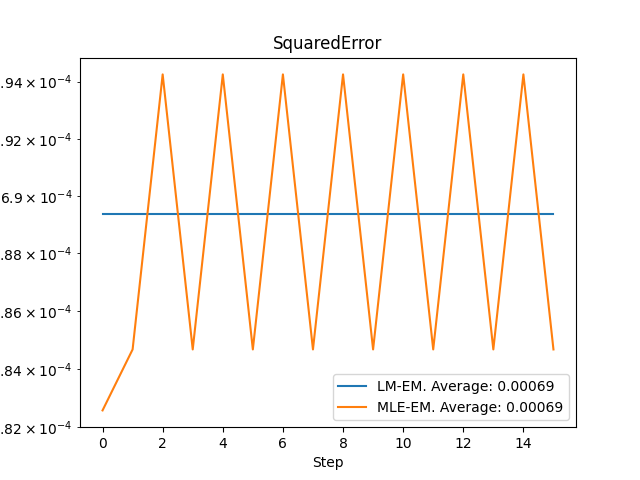 SquaredError
.94 × 10⁻⁴
.92 × 10⁻⁴
6.9 × 10⁻⁴
.88 × 10⁻⁴
.86 × 10⁻⁴
.84 × 10⁻⁴
.82 × 10⁻⁴
LM-EM. Average: 0.00069
MLE-EM. Average: 0.00069
0 2 4 6 8 10 12 14
Step